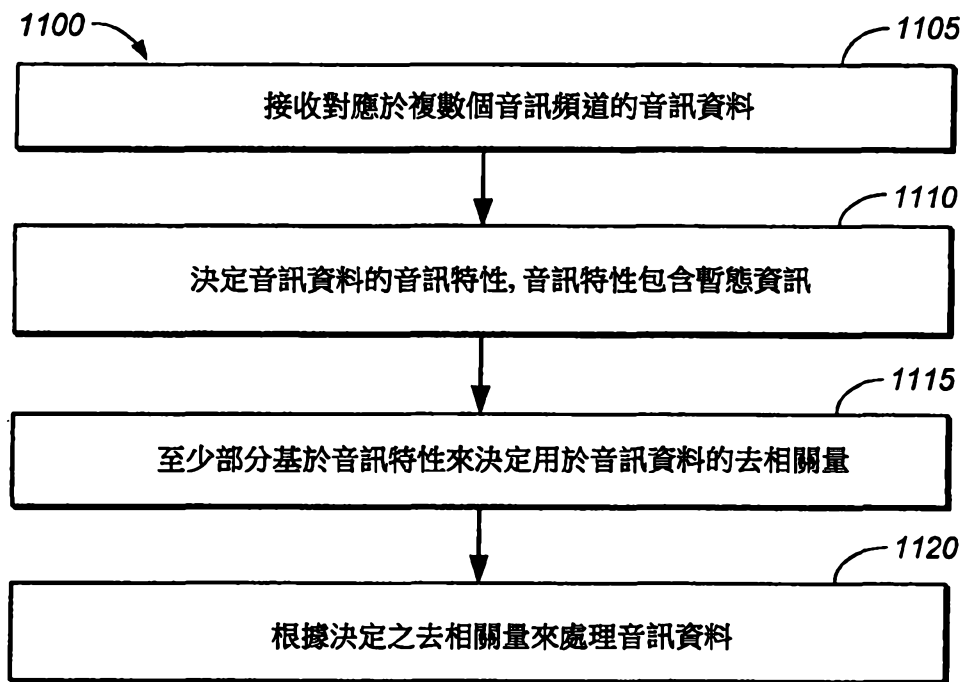 1100
1105
接收對應於複數個音訊頻道的音訊資料
1110
決定音訊資料的音訊特性, 音訊特性包含暫態資訊
1115
至少部分基於音訊特性來決定用於音訊資料的去相關量
1120
根據決定之去相關量來處理音訊資料